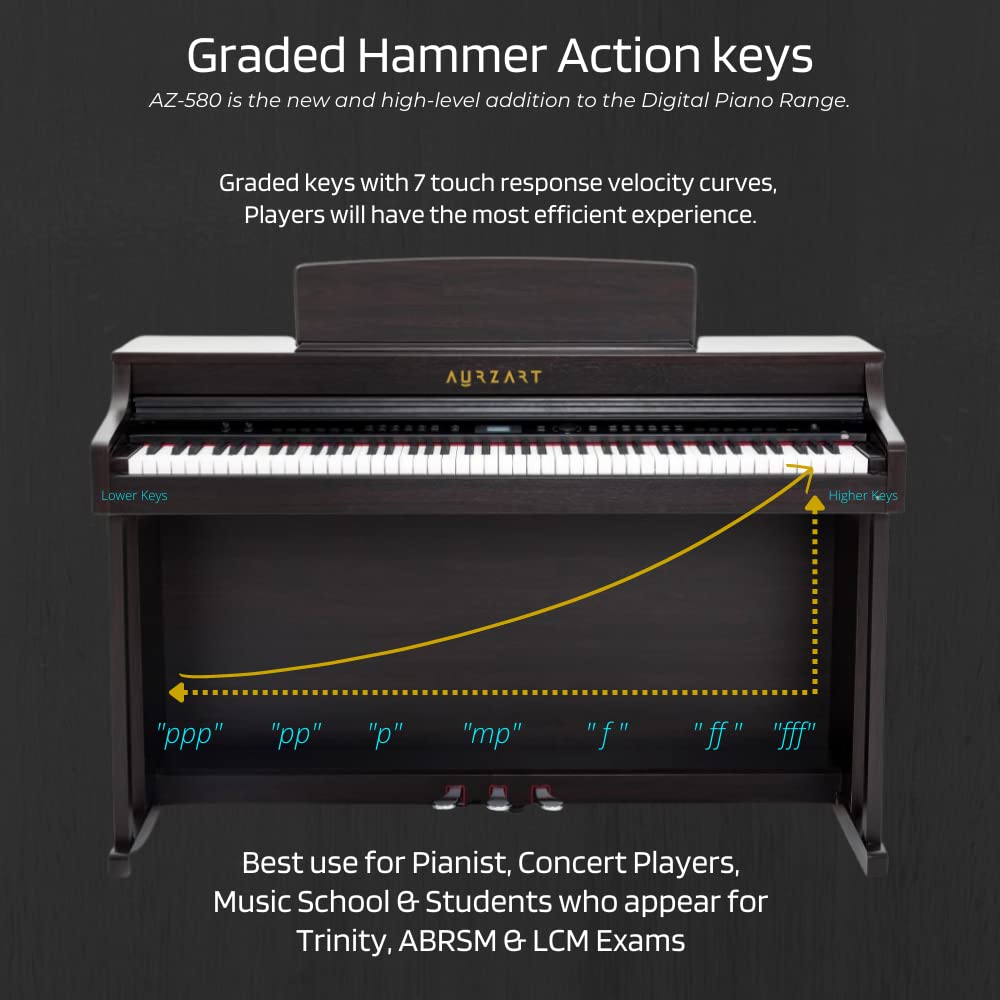 Graded Hammer Action keys
AZ-580 is the new and high-level addition to the Digital Piano Range.
Graded keys with 7 touch response velocity curves,
Players will have the most efficient experience.
AURZART
Lower Keys
Higher Keys
"ppp" "pp" "p" "mp" "f" "ff" "fff"
Best use for Pianist, Concert Players,
Music School & Students who appear for
Trinity, ABRSM & LCM Exams